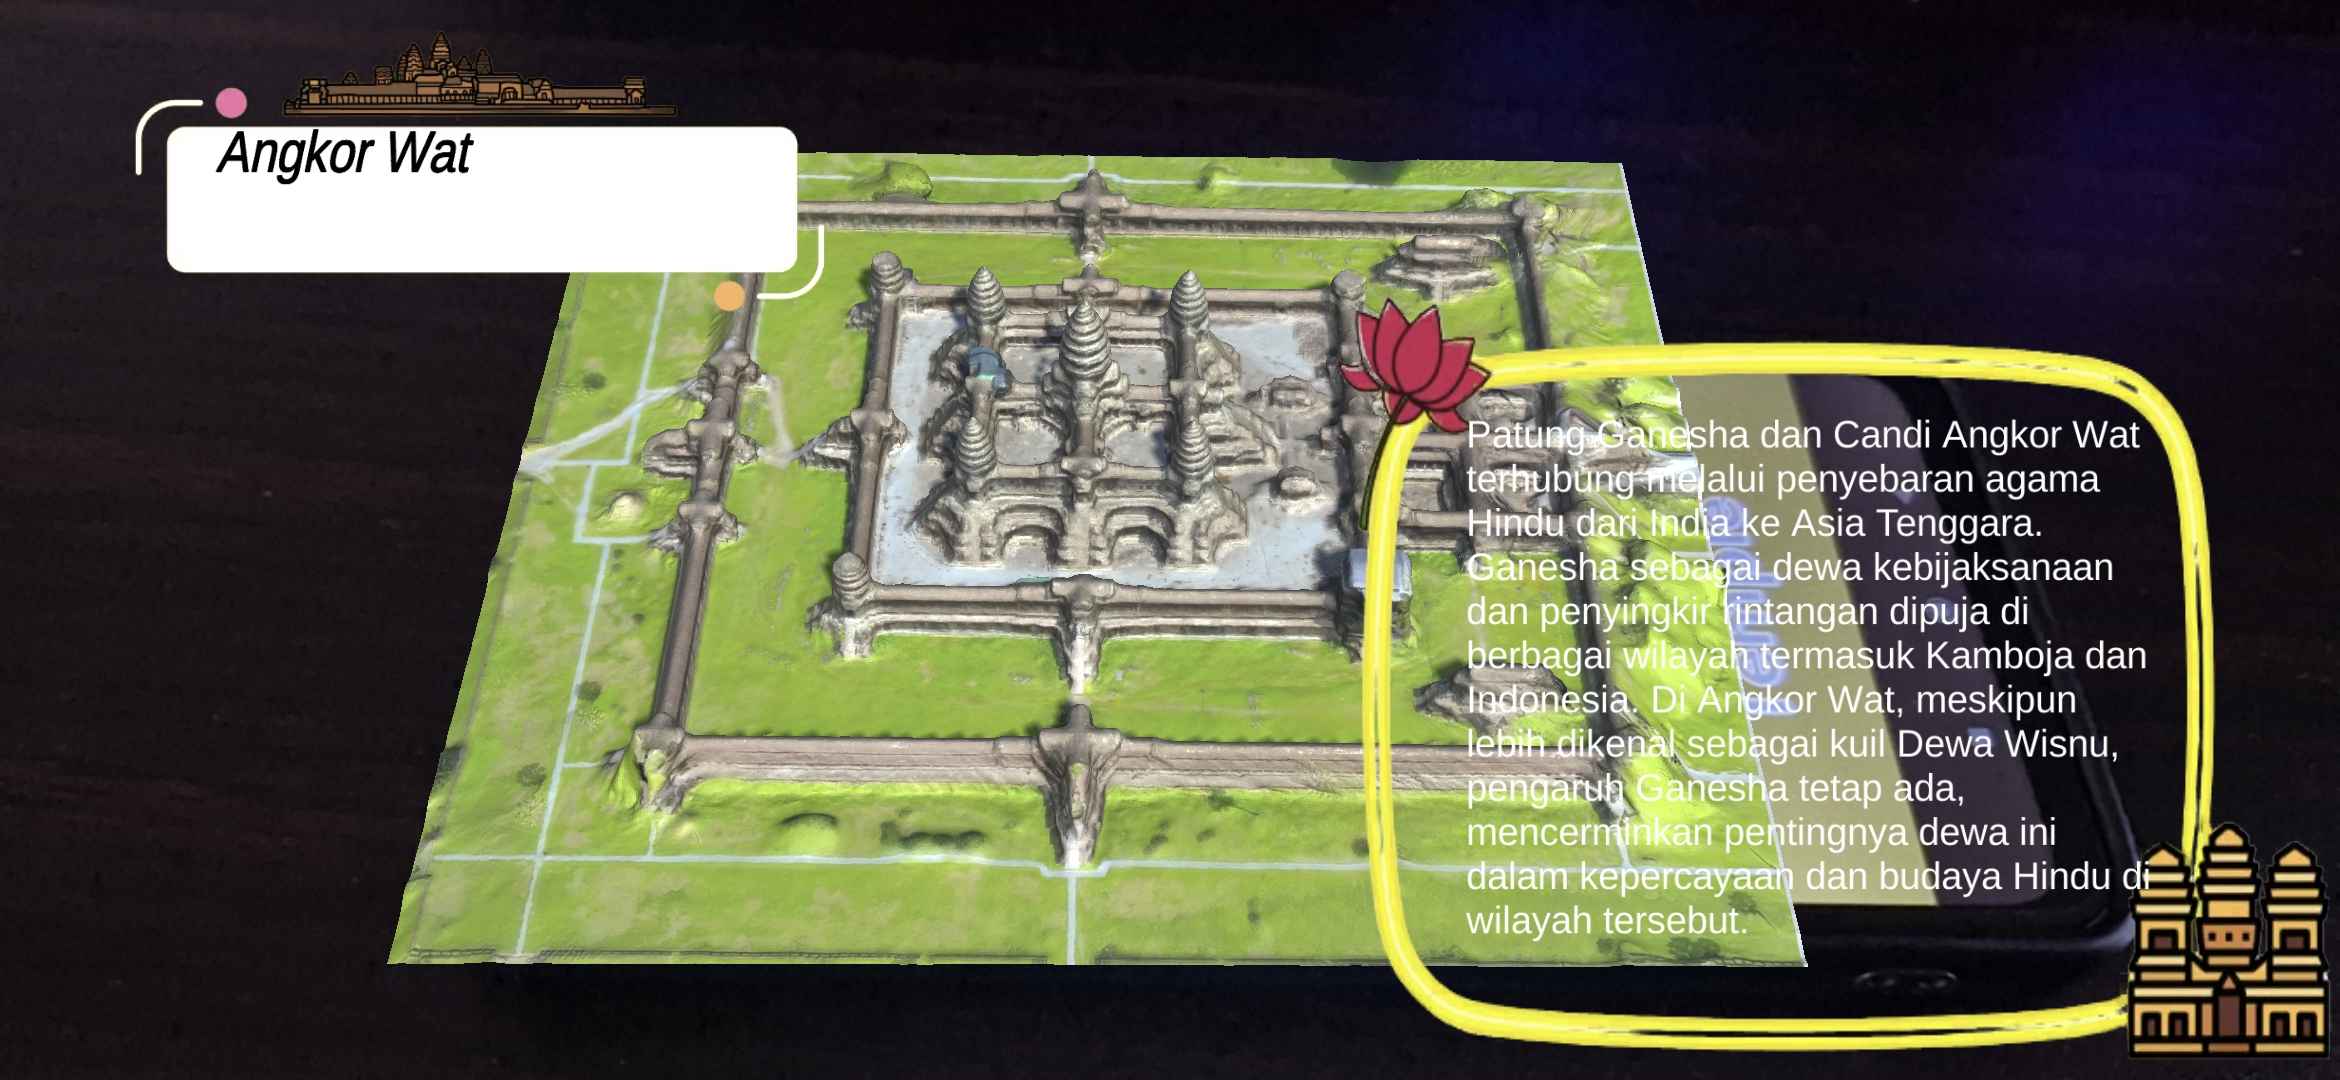 Angkor Wat
Patung Ganesha dan Candi Angkor Wat
terhubung melalui penyebaran agama
Hindu dari India ke Asia Tenggara.
Ganesha sebagai dewa kebijaksanaan
dan penyingkir rintangan dipuja di
berbagai wilayah termasuk Kamboja dan
Indonesia. Di Angkor Wat, meskipun
lebih dikenal sebagai kuil Dewa Wisnu,
pengaruh Ganesha tetap ada,
mencerminkan pentingnya dewa ini
dalam kepercayaan dan budaya Hindu di
wilayah tersebut.